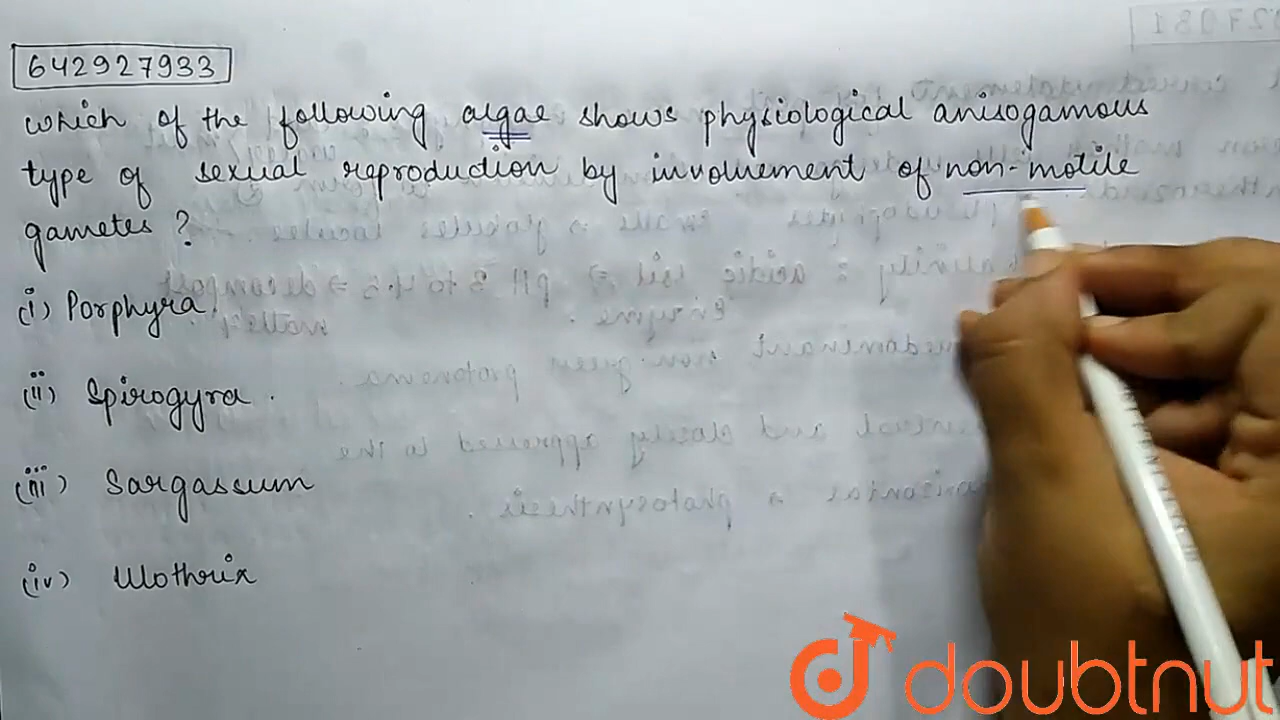 642927933
which of the following algae shows physiological anisogamous
type of sexual reproduction by involvement of non-motile
gametes ?
(i) Porphyra
(ii) Spirogyra .
(iii) Sargassum
(iv) Ulothrix
doubtnut